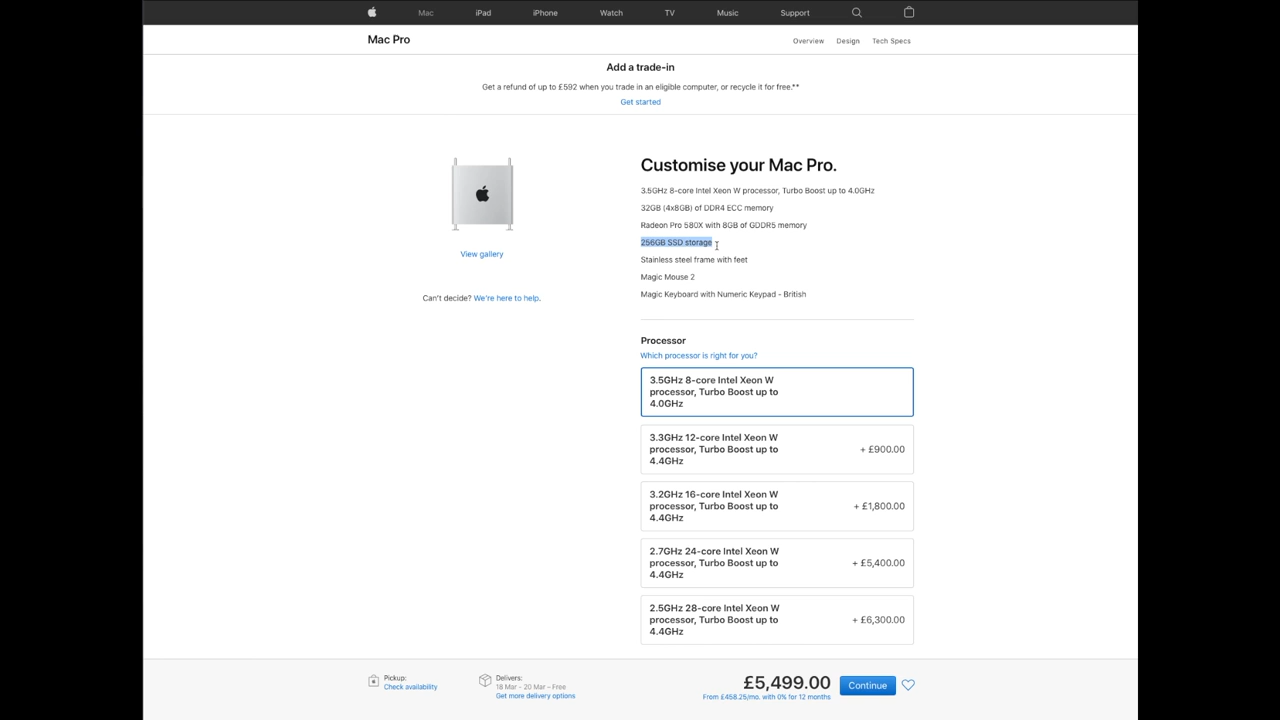 Mac
iPad
iPhone
Watch
TV
Music
Support
Mac Pro
Overview
Design
Tech Specs
Add a trade-in
Get a refund of up to £592 when you trade in an eligible computer, or recycle it for free.**
Get started
View gallery
Can't decide? We're here to help.
Customise your Mac Pro.
3.5GHz 8-core Intel Xeon W processor, Turbo Boost up to 4.0GHz
32GB (4x8GB) of DDR4 ECC memory
Radeon Pro 580X with 8GB of GDDR5 memory
256GB SSD storage
Stainless steel frame with feet
Magic Mouse 2
Magic Keyboard with Numeric Keypad - British
Processor
Which processor is right for you?
3.5GHz 8-core Intel Xeon W
processor, Turbo Boost up to
4.0GHz
3.3GHz 12-core Intel Xeon W
processor, Turbo Boost up to
4.4GHz
+ £900.00
3.2GHz 16-core Intel Xeon W
processor, Turbo Boost up to
4.4GHz
+ £1,800.00
2.7GHz 24-core Intel Xeon W
processor, Turbo Boost up to
4.4GHz
+ £5,400.00
2.5GHz 28-core Intel Xeon W
processor, Turbo Boost up to
4.4GHz
+ £6,300.00
Pickup:
Check availability
Delivers:
18 Mar - 20 Mar – Free
Get more delivery options
£5,499.00
From £458.25/mo. with 0% for 12 months
Continue